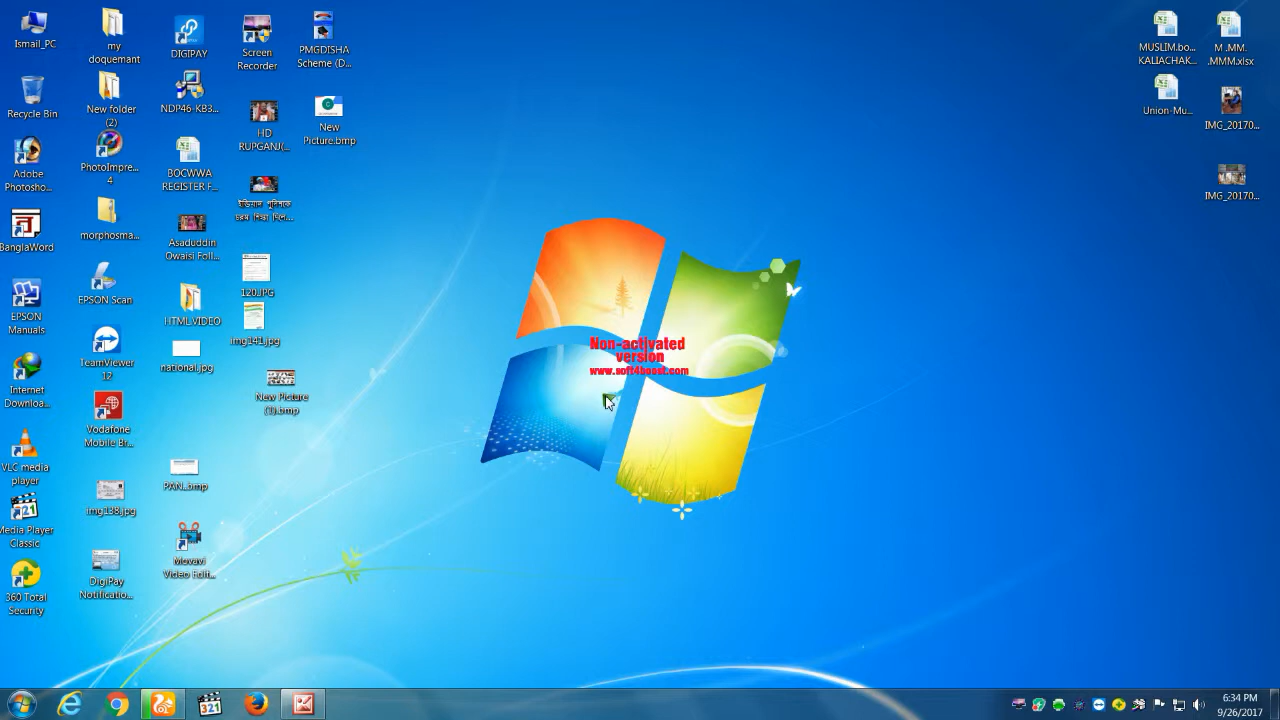 Ismail_PC
Recycle Bin
Adobe
Photosho...
BanglaWord
EPSON
Manuals
Internet
Downloa...
VLC media
player
Media Player
Classic
360 Total
Security
my
doquemant
New folder
(2)
PhotoImpre...
4
morphosma...
EPSON Scan
TeamViewer
12
Vodafone
Mobile Br...
img138.jpg
DigiPay
Notificatio...
DIGIPAY
NDP46-KB3...
BOCWWA
REGISTER F...
Asaduddin
Owaisi Foll...
HTML.VIDEO
national.jpg
PAN..bmp
Movavi
Video Edit...
Screen
Recorder
HD
RUPGANJ(...
ইন্ডিয়ান পুলিশকে
চরম শিক্ষা দিল...
120.JPG
img141.jpg
New Picture
(1).bmp
PMGDISHA
Scheme (D...
New
Picture.bmp
Non-activated
version
www.soft4boost.com
MUSLIM.bo...
KALIACHAK...
Union-Mu...
M .MM.
.MMM.xlsx
IMG_20170...
IMG_20170...
321
6:34 PM
9/26/2017